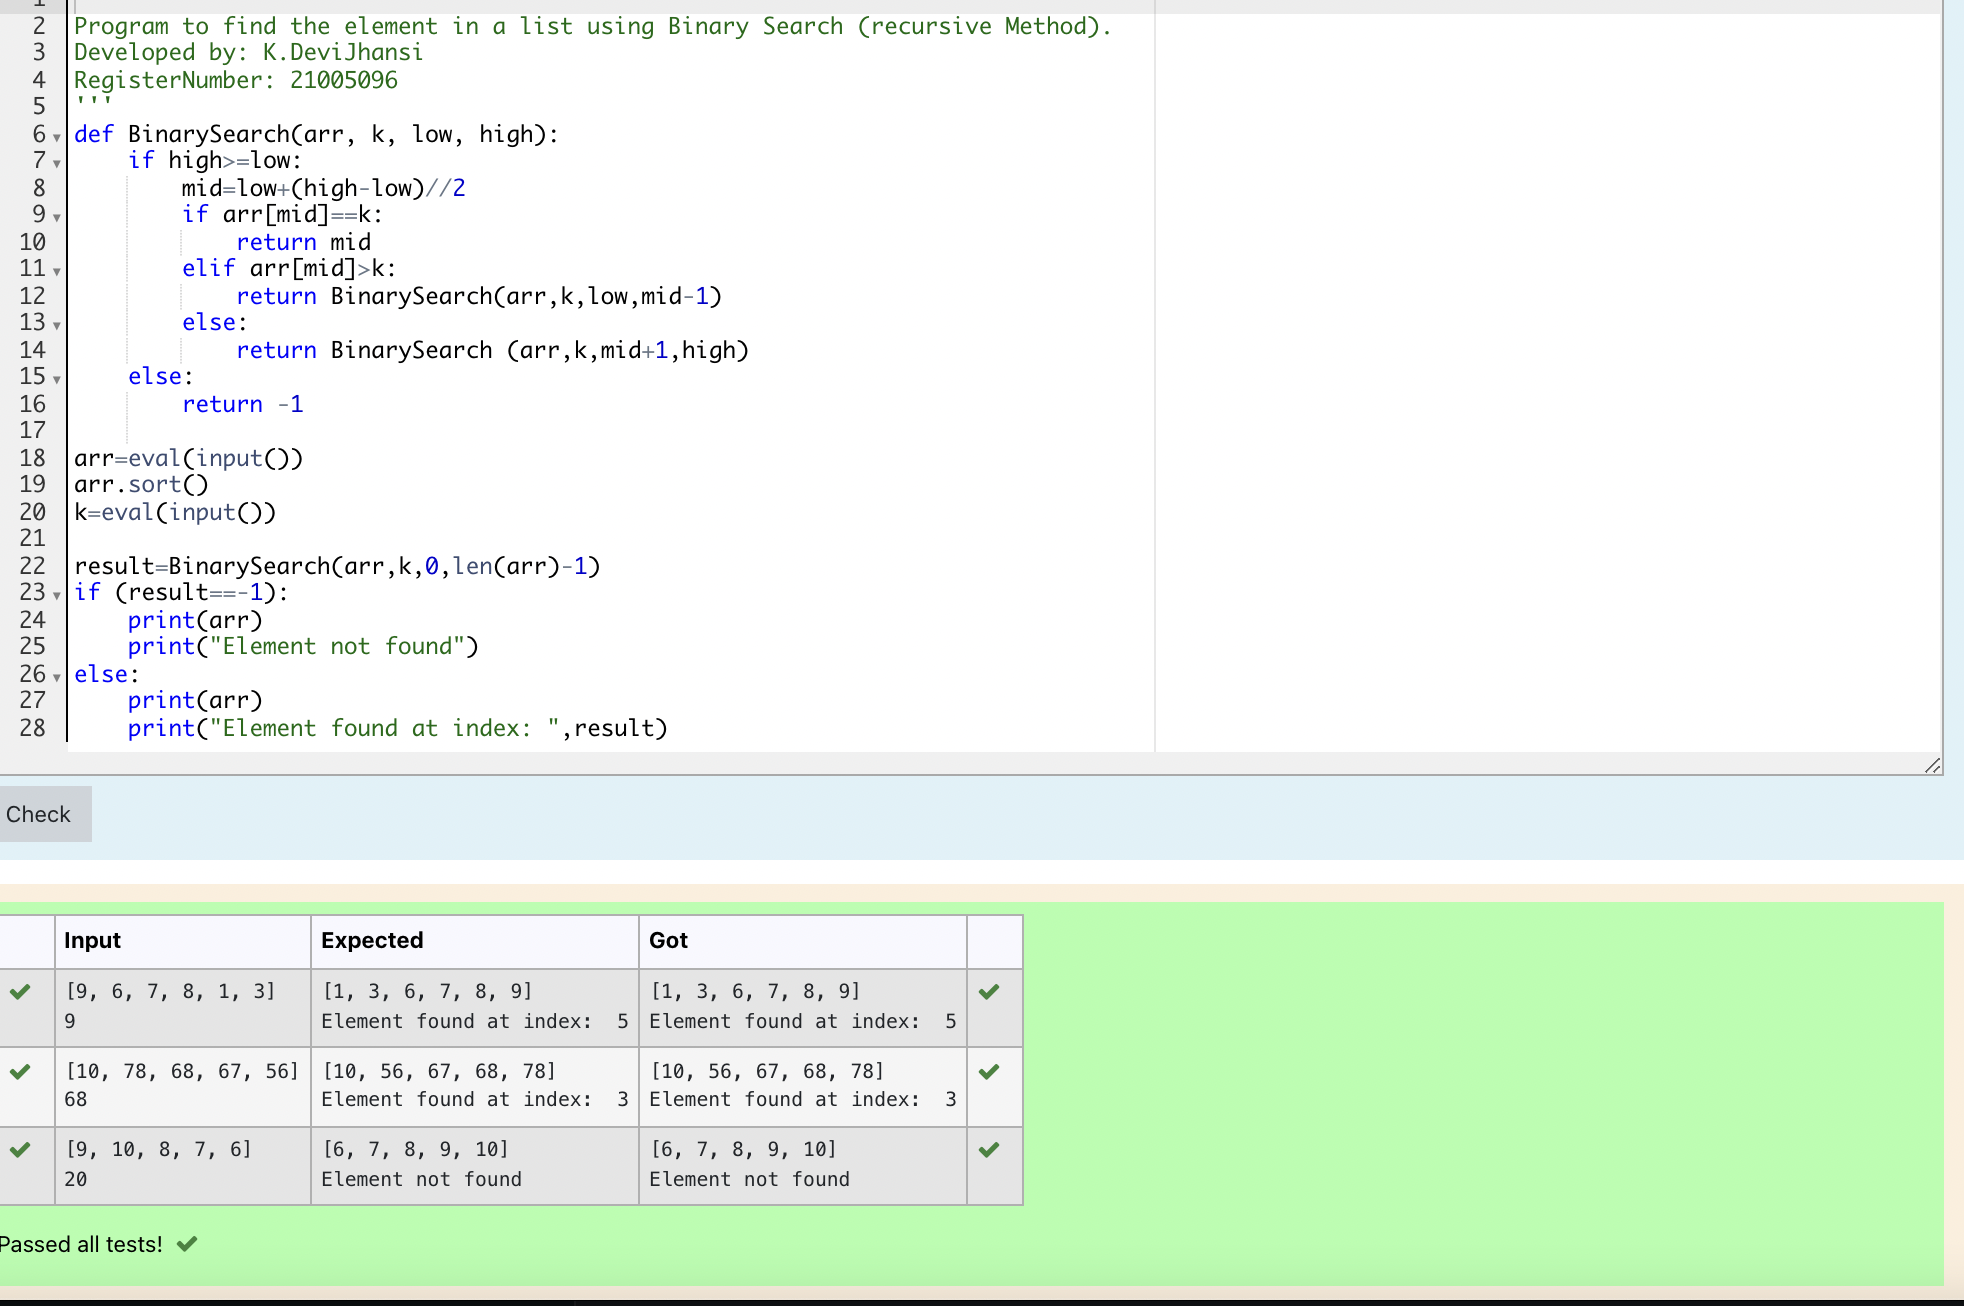 1
2 Program to find the element in a list using Binary Search (recursive Method).
3 Developed by: K.DeviJhansi
4 RegisterNumber: 21005096
5 '''
6 def BinarySearch(arr, k, low, high):
7     if high>=low:
8         mid=low+(high-low)//2
9         if arr[mid]==k:
10             return mid
11         elif arr[mid]>k:
12             return BinarySearch(arr,k,low,mid-1)
13         else:
14             return BinarySearch (arr,k,mid+1,high)
15     else:
16         return -1
17
18 arr=eval(input())
19 arr.sort()
20 k=eval(input())
21
22 result=BinarySearch(arr,k,0,len(arr)-1)
23 if (result==-1):
24     print(arr)
25     print("Element not found")
26 else:
27     print(arr)
28     print("Element found at index: ",result)
Check
Input Expected Got
[9, 6, 7, 8, 1, 3] [1, 3, 6, 7, 8, 9] [1, 3, 6, 7, 8, 9]
9 Element found at index:  5 Element found at index:  5
[10, 78, 68, 67, 56] [10, 56, 67, 68, 78] [10, 56, 67, 68, 78]
68 Element found at index:  3 Element found at index:  3
[9, 10, 8, 7, 6] [6, 7, 8, 9, 10] [6, 7, 8, 9, 10]
20 Element not found Element not found
Passed all tests!